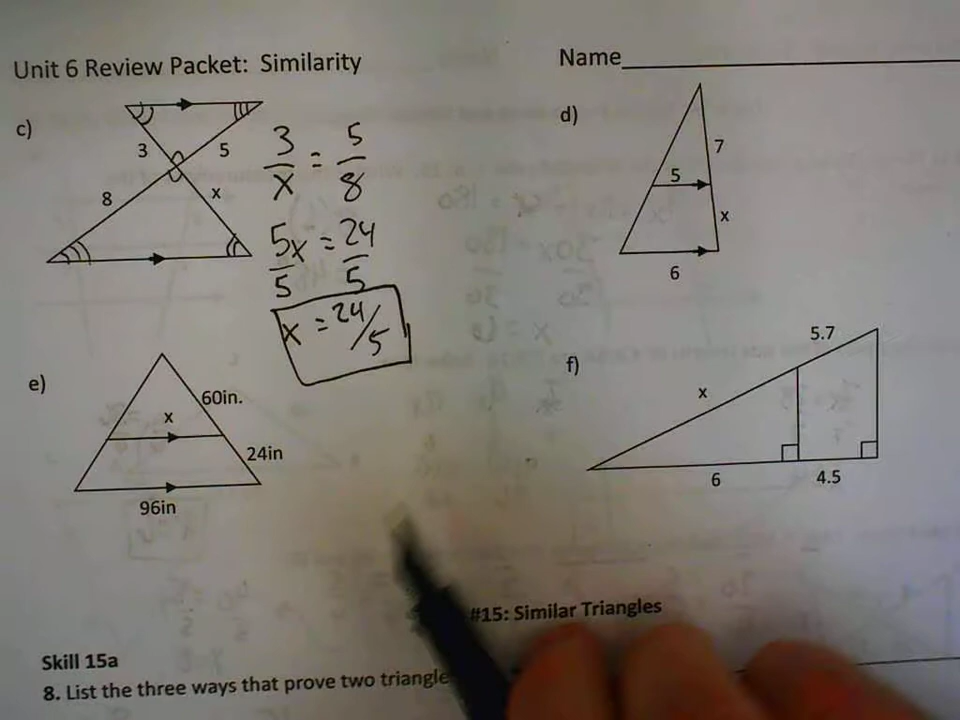 Unit 6 Review Packet: Similarity
Name
c)
3
5
8
x
3/x = 5/8
5x/5 = 24/5
x = 24/5
d)
7
5
x
6
e)
60in.
x
24in
96in
f)
5.7
x
6
4.5
#15: Similar Triangles
Skill 15a
8. List the three ways that prove two triangle